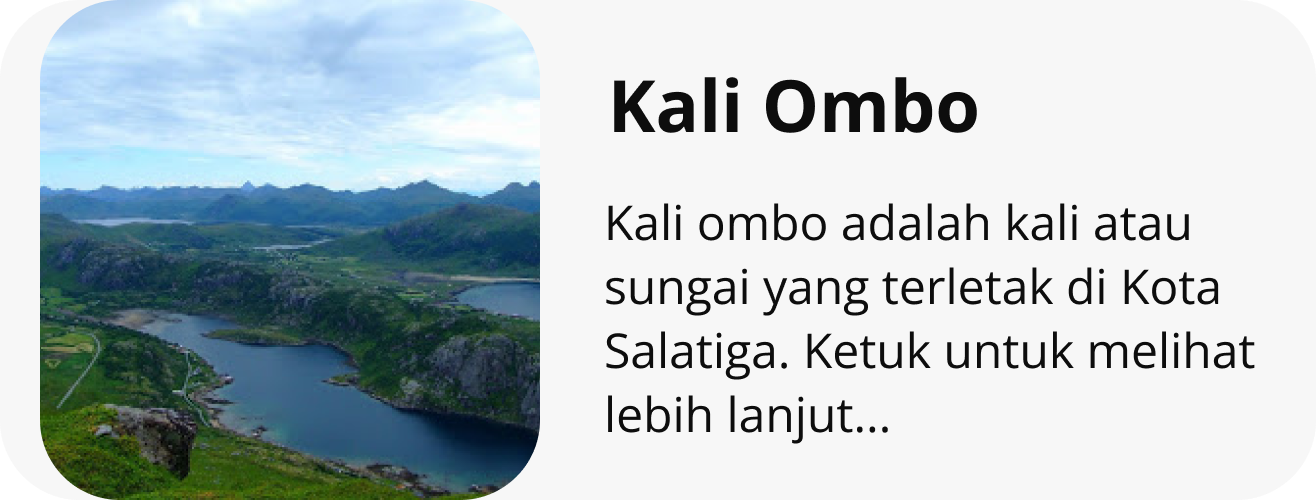 Kali Ombo
Kali ombo adalah kali atau
sungai yang terletak di Kota
Salatiga. Ketuk untuk melihat
lebih lanjut...